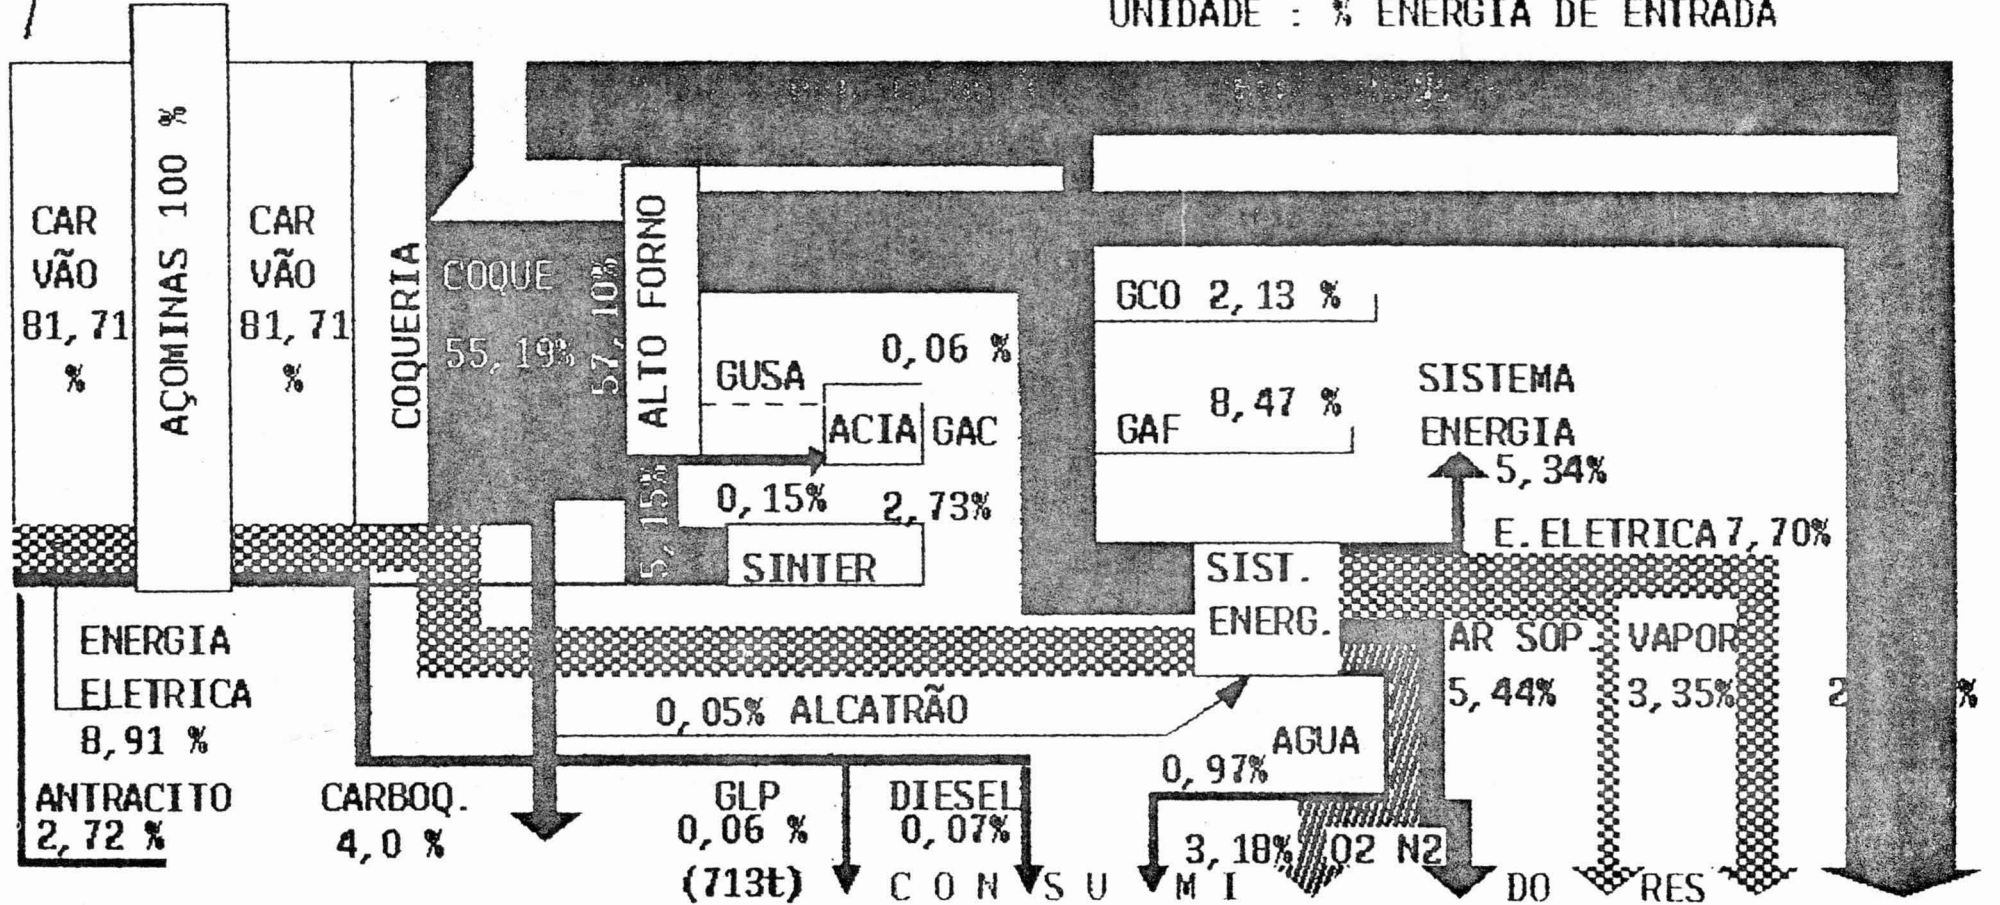 UNIDADE : % ENERGIA DE ENTRADA
CAR
VÃO
81,71
%
AÇOMINAS 100 %
CAR
VÃO
81,71
%
COQUERIA
COQUE
55,19%
57,10%
ALTO FORNO
5,15%
GUSA
0,06 %
ACIA
GAC
0,15%
2,73%
SINTER
GCO 2,13 %
8,47 %
GAF
SISTEMA
ENERGIA
5,34%
E.ELETRICA 7,70%
SIST.
ENERG.
AR SOP.
5,44%
VAPOR
3,35%
ENERGIA
ELETRICA
8,91 %
0,05% ALCATRÃO
AGUA
0,97%
ANTRACITO
2,72 %
CARBOQ.
4,0 %
GLP
0,06 %
(713t)
DIESEL
0,07%
3,18%
O2 N2
CONSUMIDORES